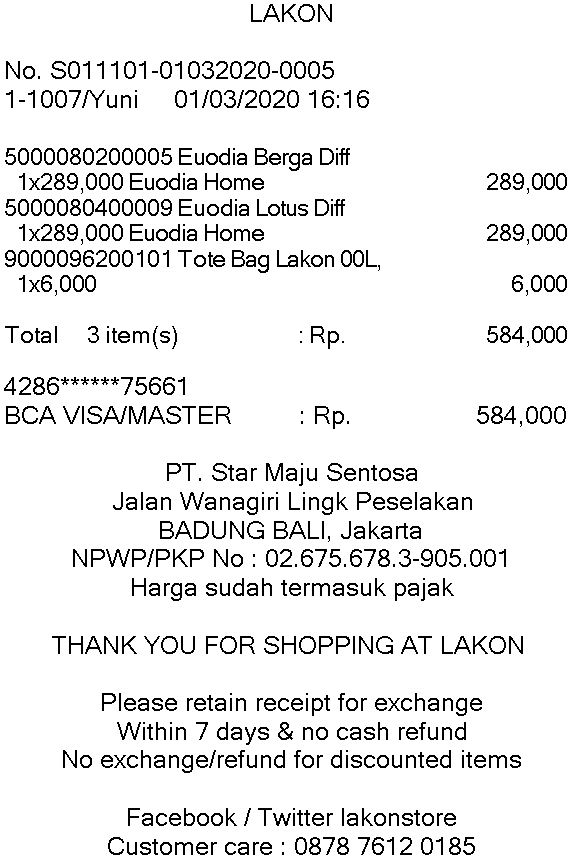 LAKON
No. S011101-01032020-0005
1-1007/Yuni 01/03/2020 16:16
5000080200005 Euodia Berga Diff
1x289,000 Euodia Home 289,000
5000080400009 Euodia Lotus Diff
1x289,000 Euodia Home 289,000
9000096200101 Tote Bag Lakon 00L,
1x6,000 6,000
Total 3 item(s) : Rp. 584,000
4286******75661
BCA VISA/MASTER : Rp. 584,000
PT. Star Maju Sentosa
Jalan Wanagiri Lingk Peselakan
BADUNG BALI, Jakarta
NPWP/PKP No : 02.675.678.3-905.001
Harga sudah termasuk pajak
THANK YOU FOR SHOPPING AT LAKON
Please retain receipt for exchange
Within 7 days & no cash refund
No exchange/refund for discounted items
Facebook / Twitter lakonstore
Customer care : 0878 7612 0185